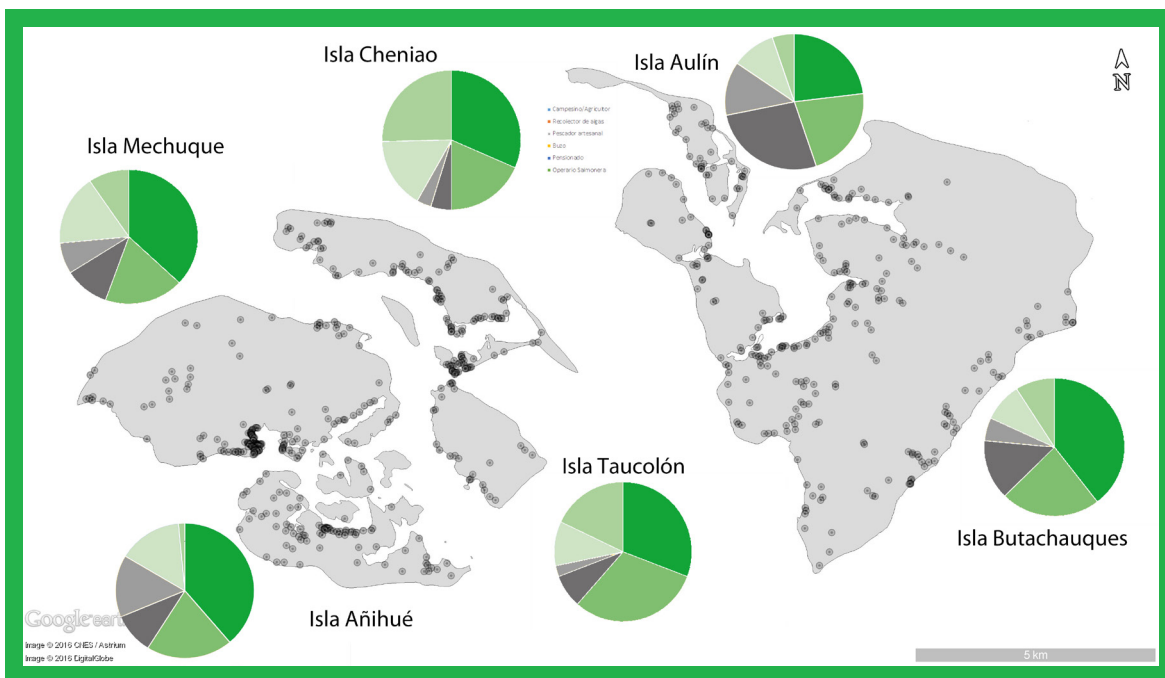 Isla Cheniao
Isla Aulín
N
Campesino/Agricultor
Recolector de algas
Pescador artesanal
Buzo
Pensionado
Operario Salmonera
Isla Mechuque
Isla Taucolón
Isla Butachauques
Isla Añihué
Google earth
Image © 2016 CNES / Astrium
Image © 2016 DigitalGlobe
5 km